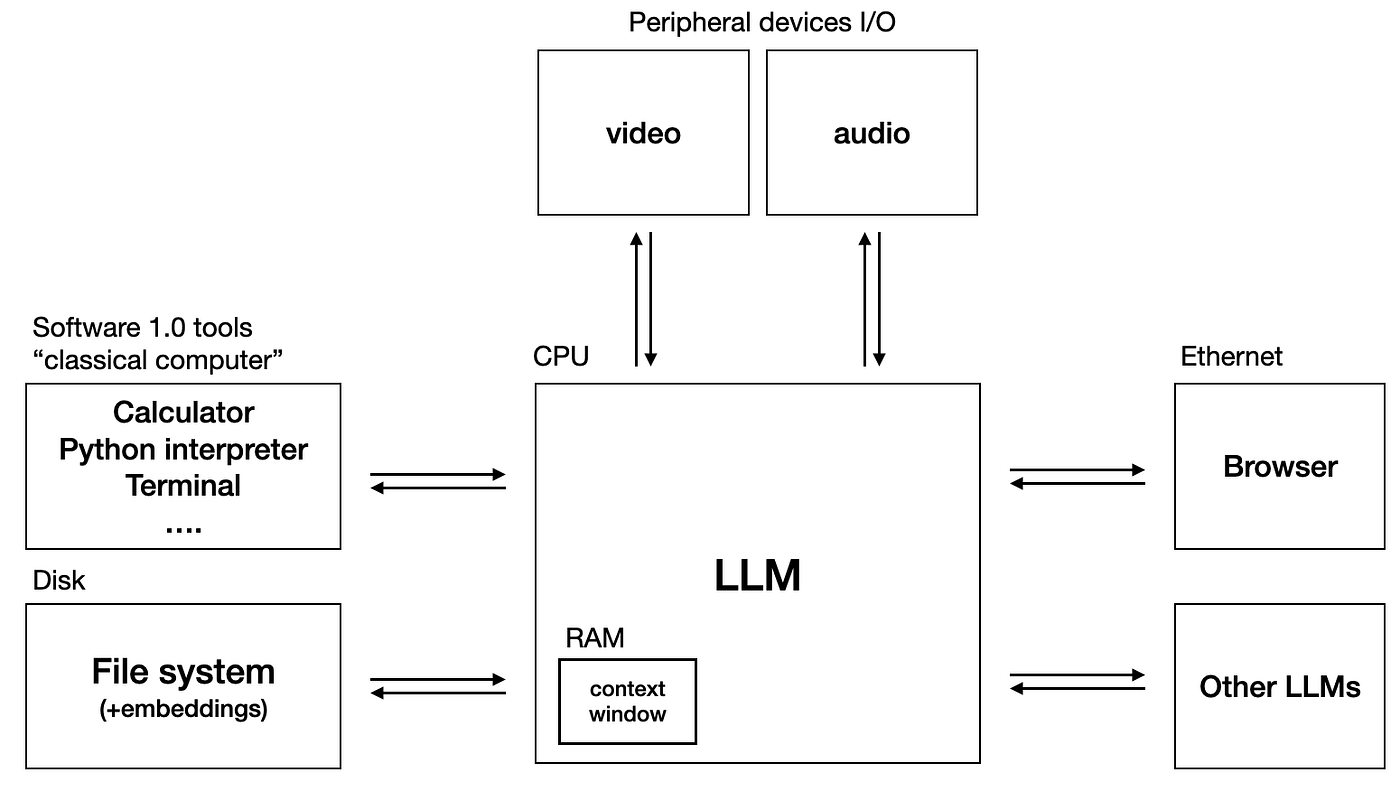 Peripheral devices I/O
video
audio
Software 1.0 tools
“classical computer”
Calculator
Python interpreter
Terminal
....
Disk
File system
(+embeddings)
CPU
LLM
RAM
context
window
Ethernet
Browser
Other LLMs